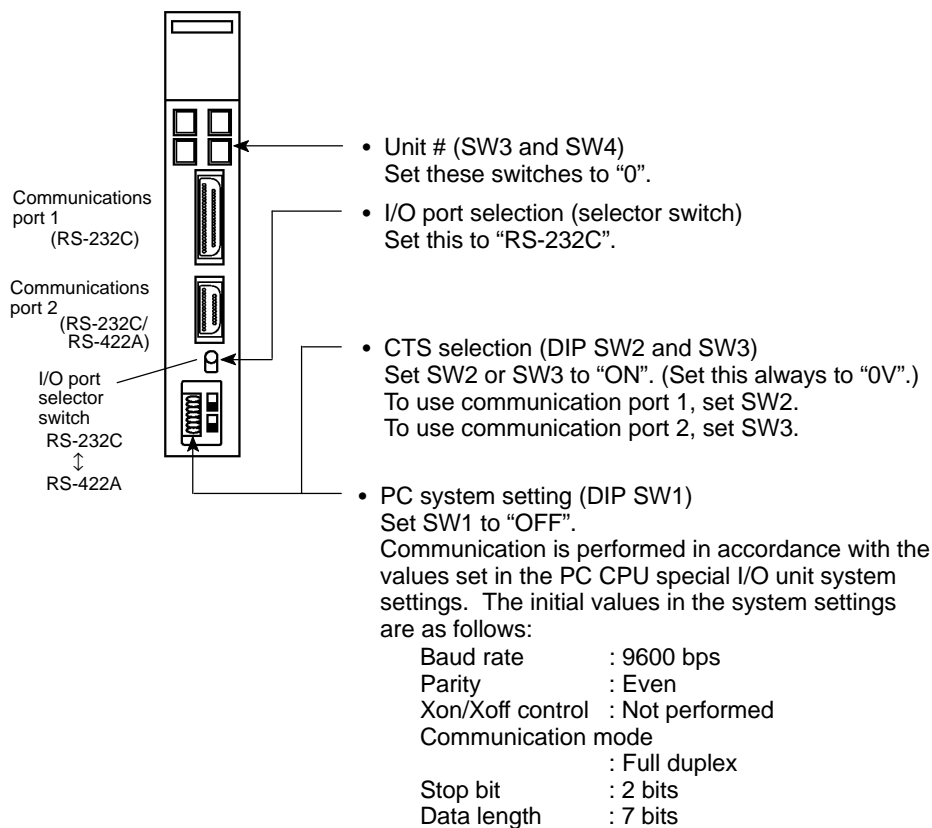 Communications
port 1
(RS-232C)
Communications
port 2
(RS-232C/
RS-422A)
I/O port
selector
switch
RS-232C
↕
RS-422A
• Unit # (SW3 and SW4)
Set these switches to “0”.
• I/O port selection (selector switch)
Set this to “RS-232C”.
• CTS selection (DIP SW2 and SW3)
Set SW2 or SW3 to “ON”. (Set this always to “0V”.)
To use communication port 1, set SW2.
To use communication port 2, set SW3.
• PC system setting (DIP SW1)
Set SW1 to “OFF”.
Communication is performed in accordance with the
values set in the PC CPU special I/O unit system
settings. The initial values in the system settings
are as follows:
Baud rate : 9600 bps
Parity : Even
Xon/Xoff control : Not performed
Communication mode
: Full duplex
Stop bit : 2 bits
Data length : 7 bits